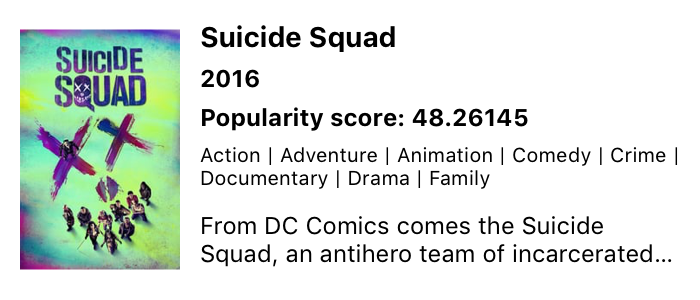 SUICIDE
SQUAD
Suicide Squad
2016
Popularity score: 48.26145
Action | Adventure | Animation | Comedy | Crime |
Documentary | Drama | Family
From DC Comics comes the Suicide
Squad, an antihero team of incarcerated...